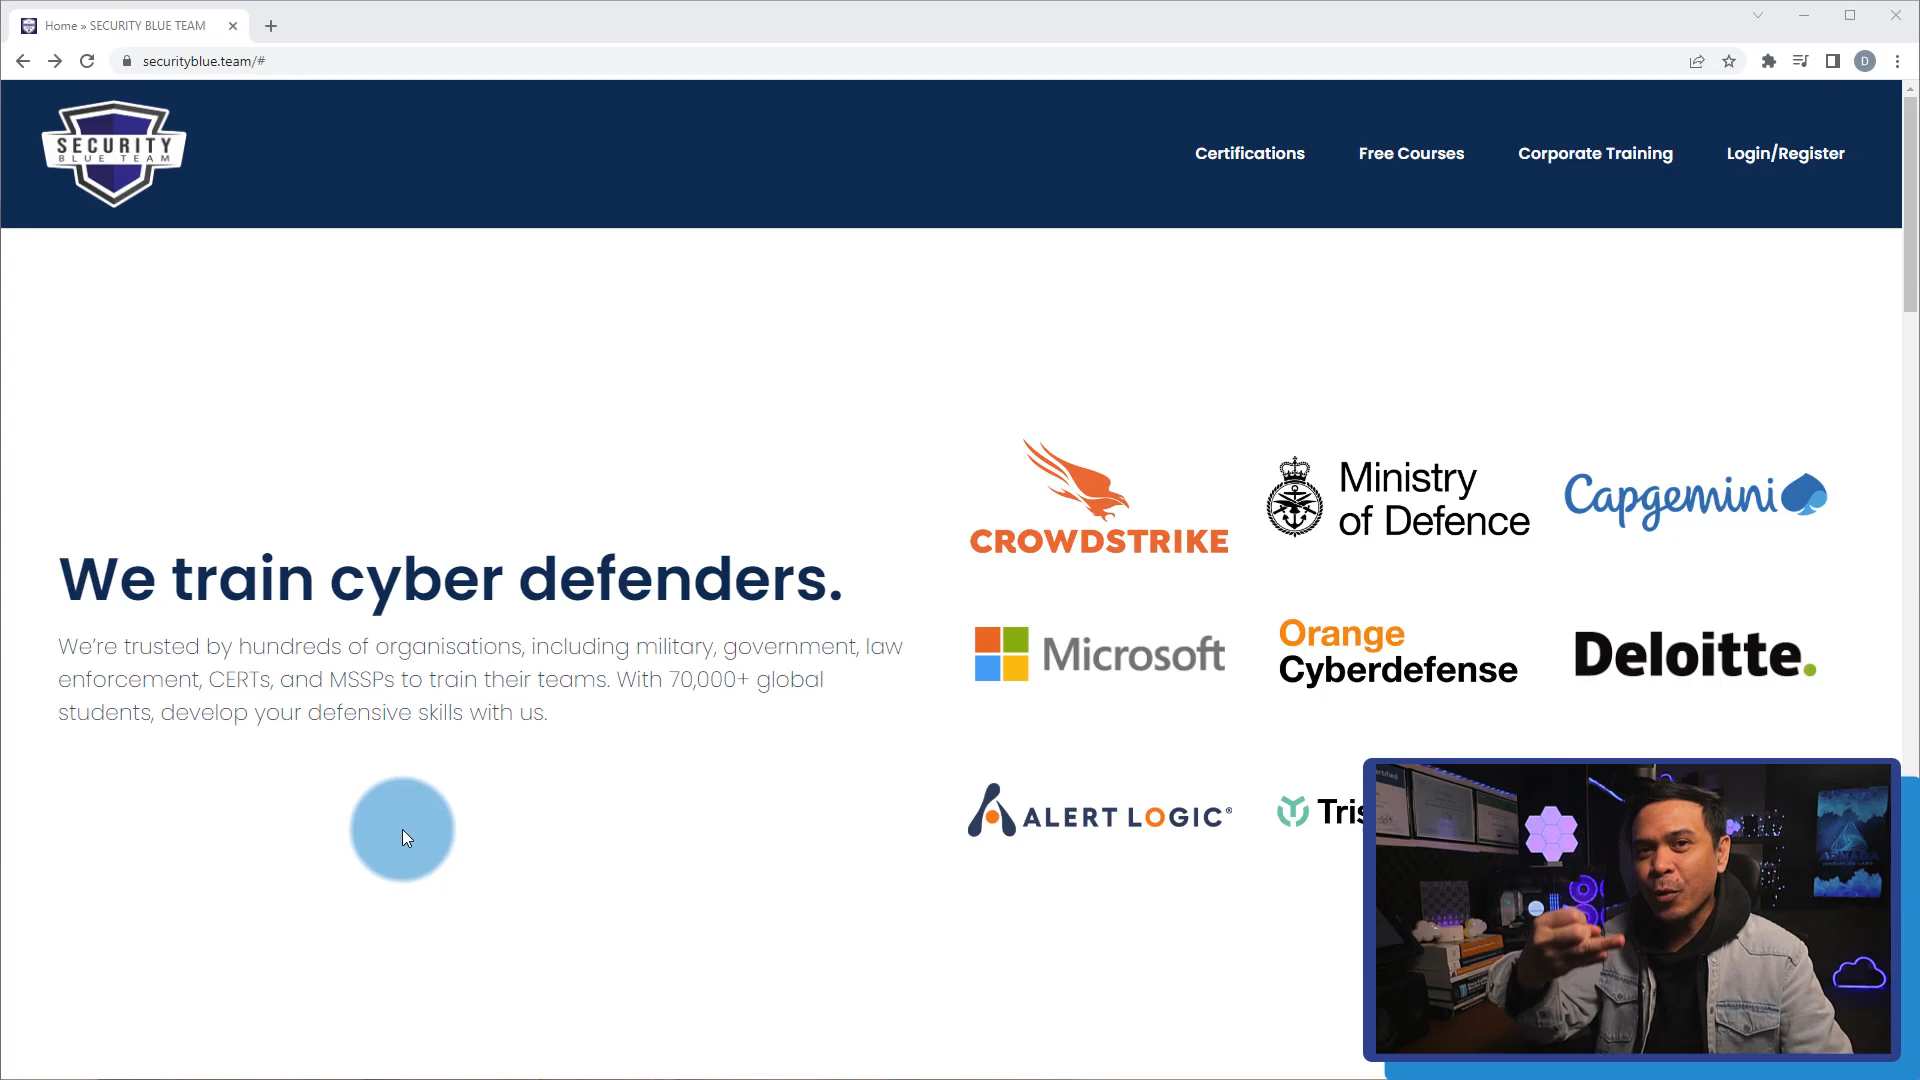 Home » SECURITY BLUE TEAM
securityblue.team/#
D
SECURITY
BLUE TEAM
Certifications
Free Courses
Corporate Training
Login/Register
CROWDSTRIKE
Ministry
of Defence
Capgemini
We train cyber defenders.
We're trusted by hundreds of organisations, including military, government, law
enforcement, CERTs, and MSSPs to train their teams. With 70,000+ global
students, develop your defensive skills with us.
Microsoft
Orange
Cyberdefense
Deloitte.
ALERT LOGIC®
Tris